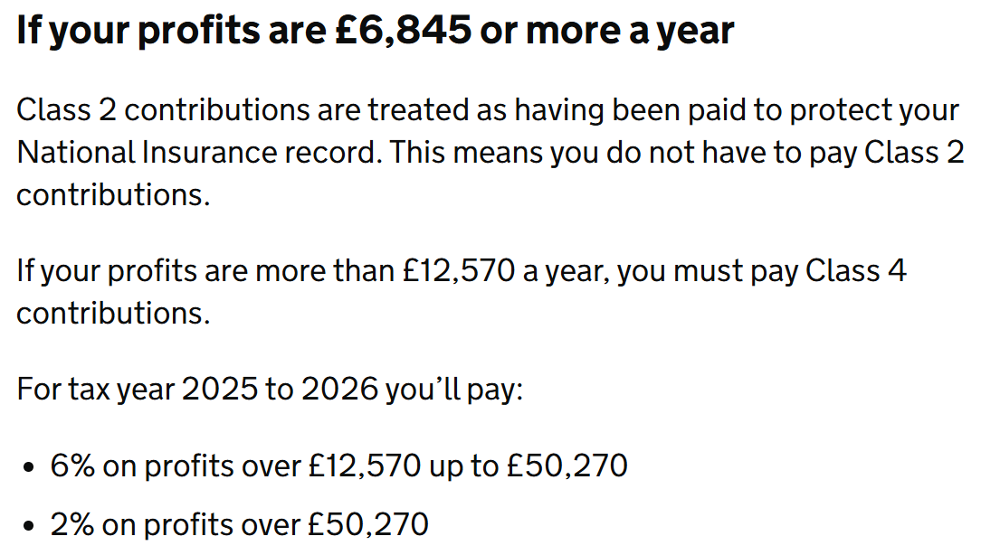 If your profits are £6,845 or more a year
Class 2 contributions are treated as having been paid to protect your
National Insurance record. This means you do not have to pay Class 2
contributions.
If your profits are more than £12,570 a year, you must pay Class 4
contributions.
For tax year 2025 to 2026 you’ll pay:
• 6% on profits over £12,570 up to £50,270
• 2% on profits over £50,270